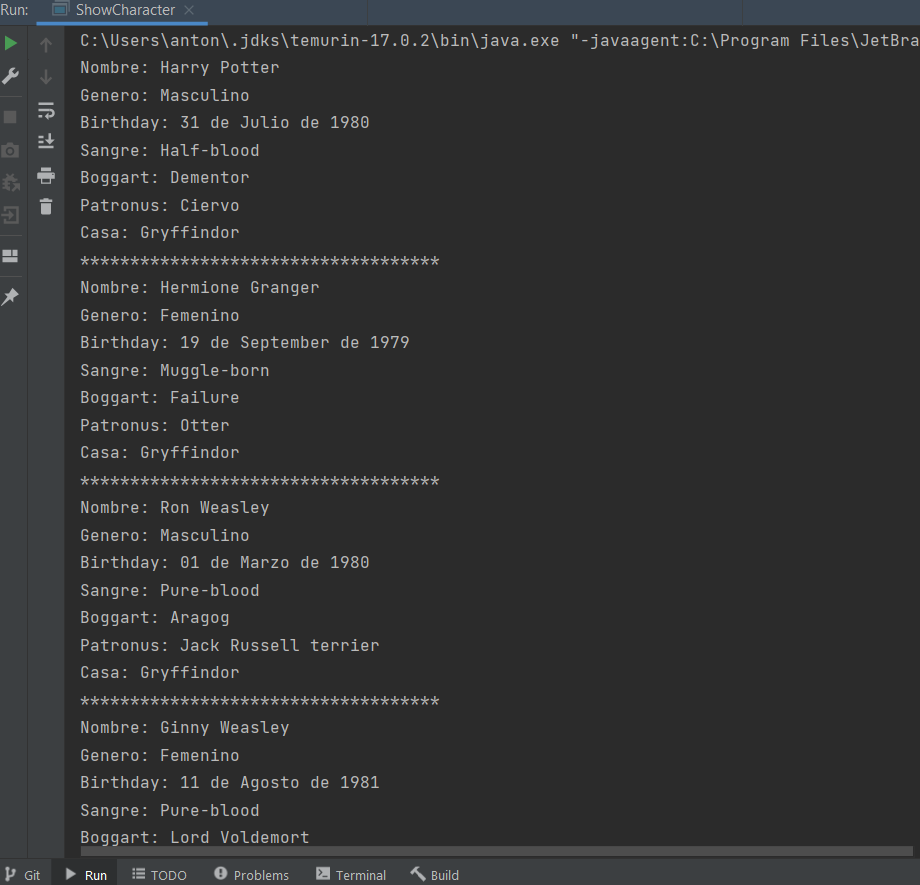 Run: ShowCharacter
C:\Users\anton\.jdks\temurin-17.0.2\bin\java.exe "-javaagent:C:\Program Files\JetBra
Nombre: Harry Potter
Genero: Masculino
Birthday: 31 de Julio de 1980
Sangre: Half-blood
Boggart: Dementor
Patronus: Ciervo
Casa: Gryffindor
************************************
Nombre: Hermione Granger
Genero: Femenino
Birthday: 19 de September de 1979
Sangre: Muggle-born
Boggart: Failure
Patronus: Otter
Casa: Gryffindor
************************************
Nombre: Ron Weasley
Genero: Masculino
Birthday: 01 de Marzo de 1980
Sangre: Pure-blood
Boggart: Aragog
Patronus: Jack Russell terrier
Casa: Gryffindor
************************************
Nombre: Ginny Weasley
Genero: Femenino
Birthday: 11 de Agosto de 1981
Sangre: Pure-blood
Boggart: Lord Voldemort
Git Run TODO Problems Terminal Build